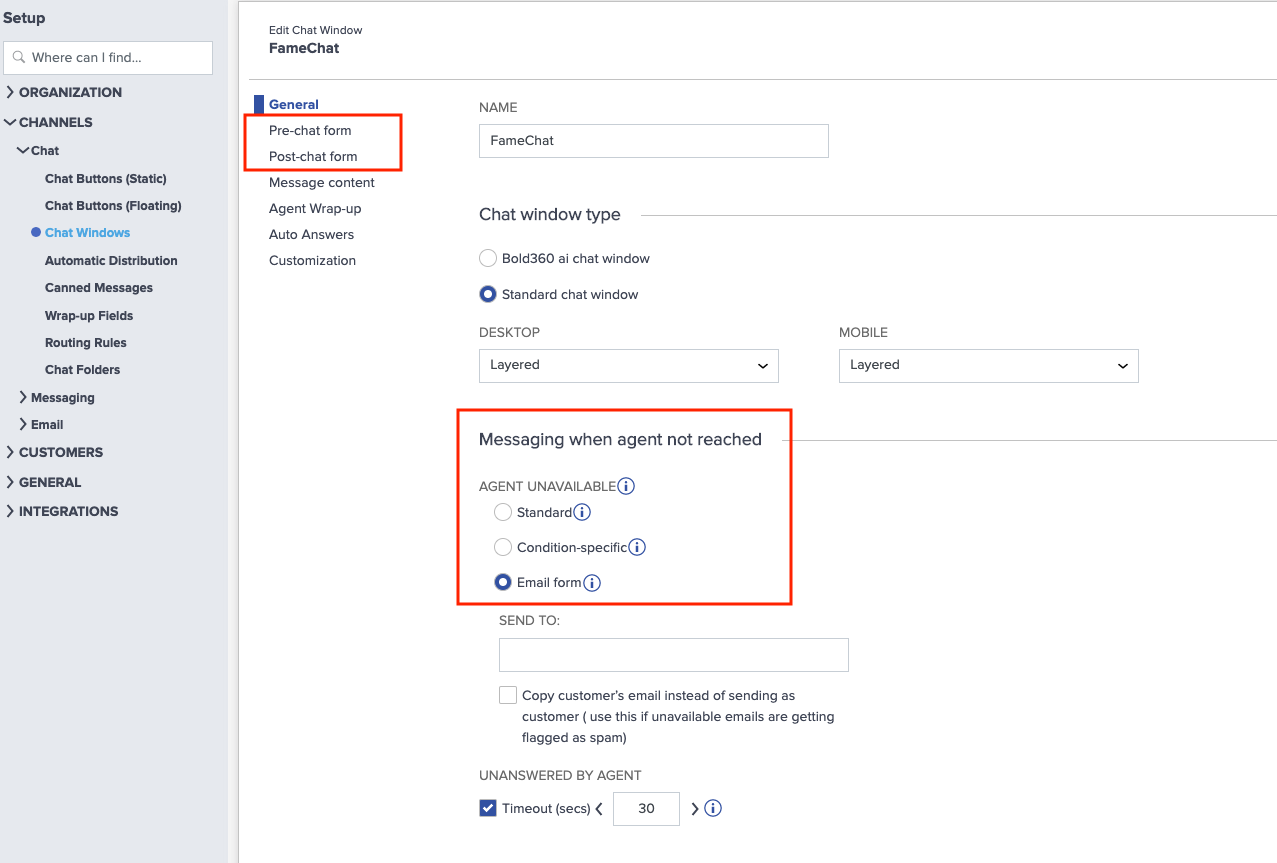 Setup
Where can I find...
ORGANIZATION
CHANNELS
Chat
Chat Buttons (Static)
Chat Buttons (Floating)
Chat Windows
Automatic Distribution
Canned Messages
Wrap-up Fields
Routing Rules
Chat Folders
Messaging
Email
CUSTOMERS
GENERAL
INTEGRATIONS
Edit Chat Window
FameChat
General
Pre-chat form
Post-chat form
Message content
Agent Wrap-up
Auto Answers
Customization
NAME
FameChat
Chat window type
Bold360 ai chat window
Standard chat window
DESKTOP
Layered
MOBILE
Layered
Messaging when agent not reached
AGENT UNAVAILABLE
Standard
Condition-specific
Email form
SEND TO:
Copy customer's email instead of sending as
customer ( use this if unavailable emails are getting
flagged as spam)
UNANSWERED BY AGENT
Timeout (secs) 30